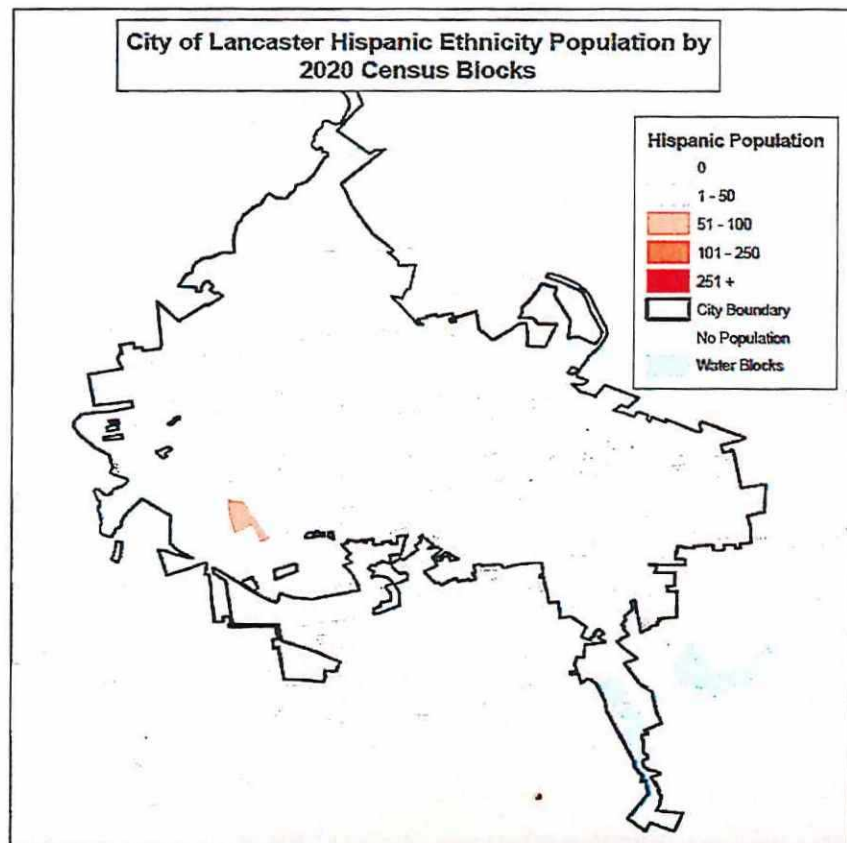 City of Lancaster Hispanic Ethnicity Population by
2020 Census Blocks
Hispanic Population
0
1 - 50
51 - 100
101 - 250
251 +
City Boundary
No Population
Water Blocks